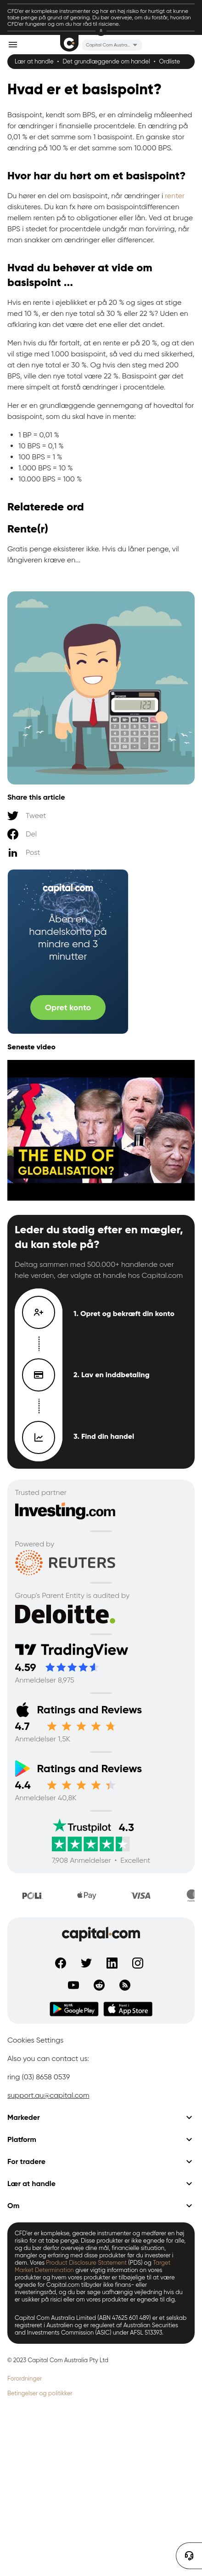 CFD'er er komplekse instrumenter og har en høj risiko for hurtigt at kunne
tabe penge på grund af gearing. Du bør overveje, om du forstår, hvordan
CFD'er fungerer og om du har råd til risiciene.
Capital Com Austra...
Lær at handle • Det grundlæggende om handel • Ordliste
Hvad er et basispoint?
Basispoint, kendt som BPS, er en almindelig måleenhed
for ændringer i finansielle procentdele. En ændring på
0,01 % er det samme som 1 basispoint. En dansk
ændring på 100 % er det samme som 10.000 BPS.
Hvor har du hørt om et basispoint?
Du hører en del om basispoint, når ændringer i renter
diskuteres. Du kan fx høre om basispointdifferencen
mellem renten på to obligationer eller lån. Ved at bruge
BPS i stedet for procentdele undgår man forvirring, når
man snakker om ændringer eller differencer.
Hvad du behøver at vide om
basispoint ...
Hvis en rente i øjeblikket er på 20 % og siges at stige
med 10 %, er den nye total så 30 % eller 22 %? Uden en
afklaring kan det være det ene eller det andet.
Men hvis du får fortalt, at en rente er på 20 %, og at den
vil stige med 1.000 basispoint, så ved du med sikkerhed,
at den nye total er 30 %. Og hvis den steg med 200
BPS, ville den nye total være 22 %. Basispoint gør det
mere simpelt at forstå ændringer i procentdele.
Her er en grundlæggende gennemgang af hovedtal for
basispoint, som du skal have in mente:
• 1 BP = 0,01 %
• 10 BPS = 0,1 %
• 100 BPS = 1 %
• 1.000 BPS = 10 %
• 10.000 BPS = 100 %
Relaterede ord
Rente(r)
Gratis penge eksisterer ikke. Hvis du låner penge, vil
långiveren kræve en...
123
Share this article
Tweet
Del
Post
capital.com
Åben en
handelskonto på
mindre end 3
minutter
Opret konto
Seneste video
THE END OF
GLOBALISATION?
Leder du stadig efter en mægler,
du kan stole på?
Deltag sammen med 500.000+ handlende over
hele verden, der valgte at handle hos Capital.com
1. Opret og bekræft din konto
2. Lav en inddbetaling
3. Find din handel
Trusted partner
Investing.com
Powered by
REUTERS
Group's Parent Entity is audited by
Deloitte.
TradingView
4.59
Anmeldelser 8,975
Ratings and Reviews
4.7
Anmeldelser 1,5K
Ratings and Reviews
4.4
Anmeldelser 40,8K
Trustpilot 4.3
7,908 Anmeldelser • Excellent
POLi
Pay
VISA
capital.com
Google Play
App Store
Cookies Settings
Also you can contact us:
ring (03) 8658 0539
support.au@capital.com
Markeder
Platform
For tradere
Lær at handle
Om
CFD'er er komplekse, gearede instrumenter og medfører en høj
risiko for at tabe penge. Disse produkter er ikke egnede for alle,
og du bør derfor overveje din mål, financielle situation,
mangler og erfaring nd med disse produkter før du investerer i
dem. Vores Product Disclosure Statement (PDS) og Target
Market Determination giver vigtig information on vores
produkter og hvem vores produkter er tilbøjelige til at være
egnede for Capital.com tilbyder ikke finans- eller
investeringsråd, og du bør søge uafhængig vejledning hvis du
er usikker på risici eller om vores produkter er egnede til dig.
Capital Com Australia Limited (ABN 47625 601 489) er et selskab
registreret i Australien og er reguleret af Australian Securities
and Investments Commission (ASIC) under AFSL 513393.
© 2023 Capital Com Australia Pty Ltd
Forordninger
Betingelser og politikker